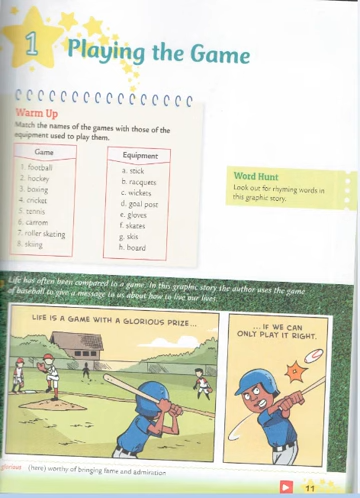 1
Playing the Game
Warm Up
Match the names of the games with those of the
equipment used to play them.
Game
1. football
2. hockey
3. boxing
4. cricket
5. tennis
6. carrom
7. roller skating
8. skiing
Equipment
a. stick
b. racquets
c. wickets
d. goal post
e. gloves
f. skates
g. skis
h. board
Word Hunt
Look out for rhyming words in
this graphic story.
Life has often been compared to a game. In this graphic story the author uses the game
of baseball to give a message to us about how to live our lives.
LIFE IS A GAME WITH A GLORIOUS PRIZE...
... IF WE CAN
ONLY PLAY IT RIGHT.
glorious (here) worthy of bringing fame and admiration
11